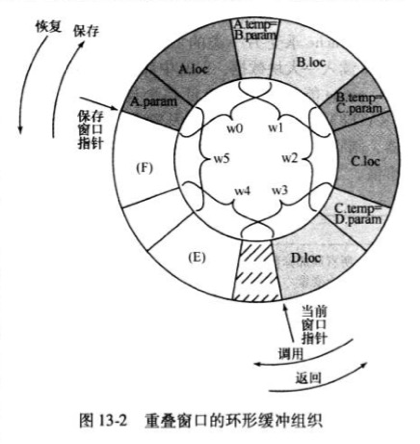 恢复
保存
A.temp=
B.param
A.loc
B.loc
A.param
B.temp=
C.param
保存
窗口
指针
w0
w1
(F)
w5
w2
C.loc
w4
w3
C.temp=
D.param
(E)
D.loc
当前
窗口
指针
调用
返回
图 13-2 重叠窗口的环形缓冲组织